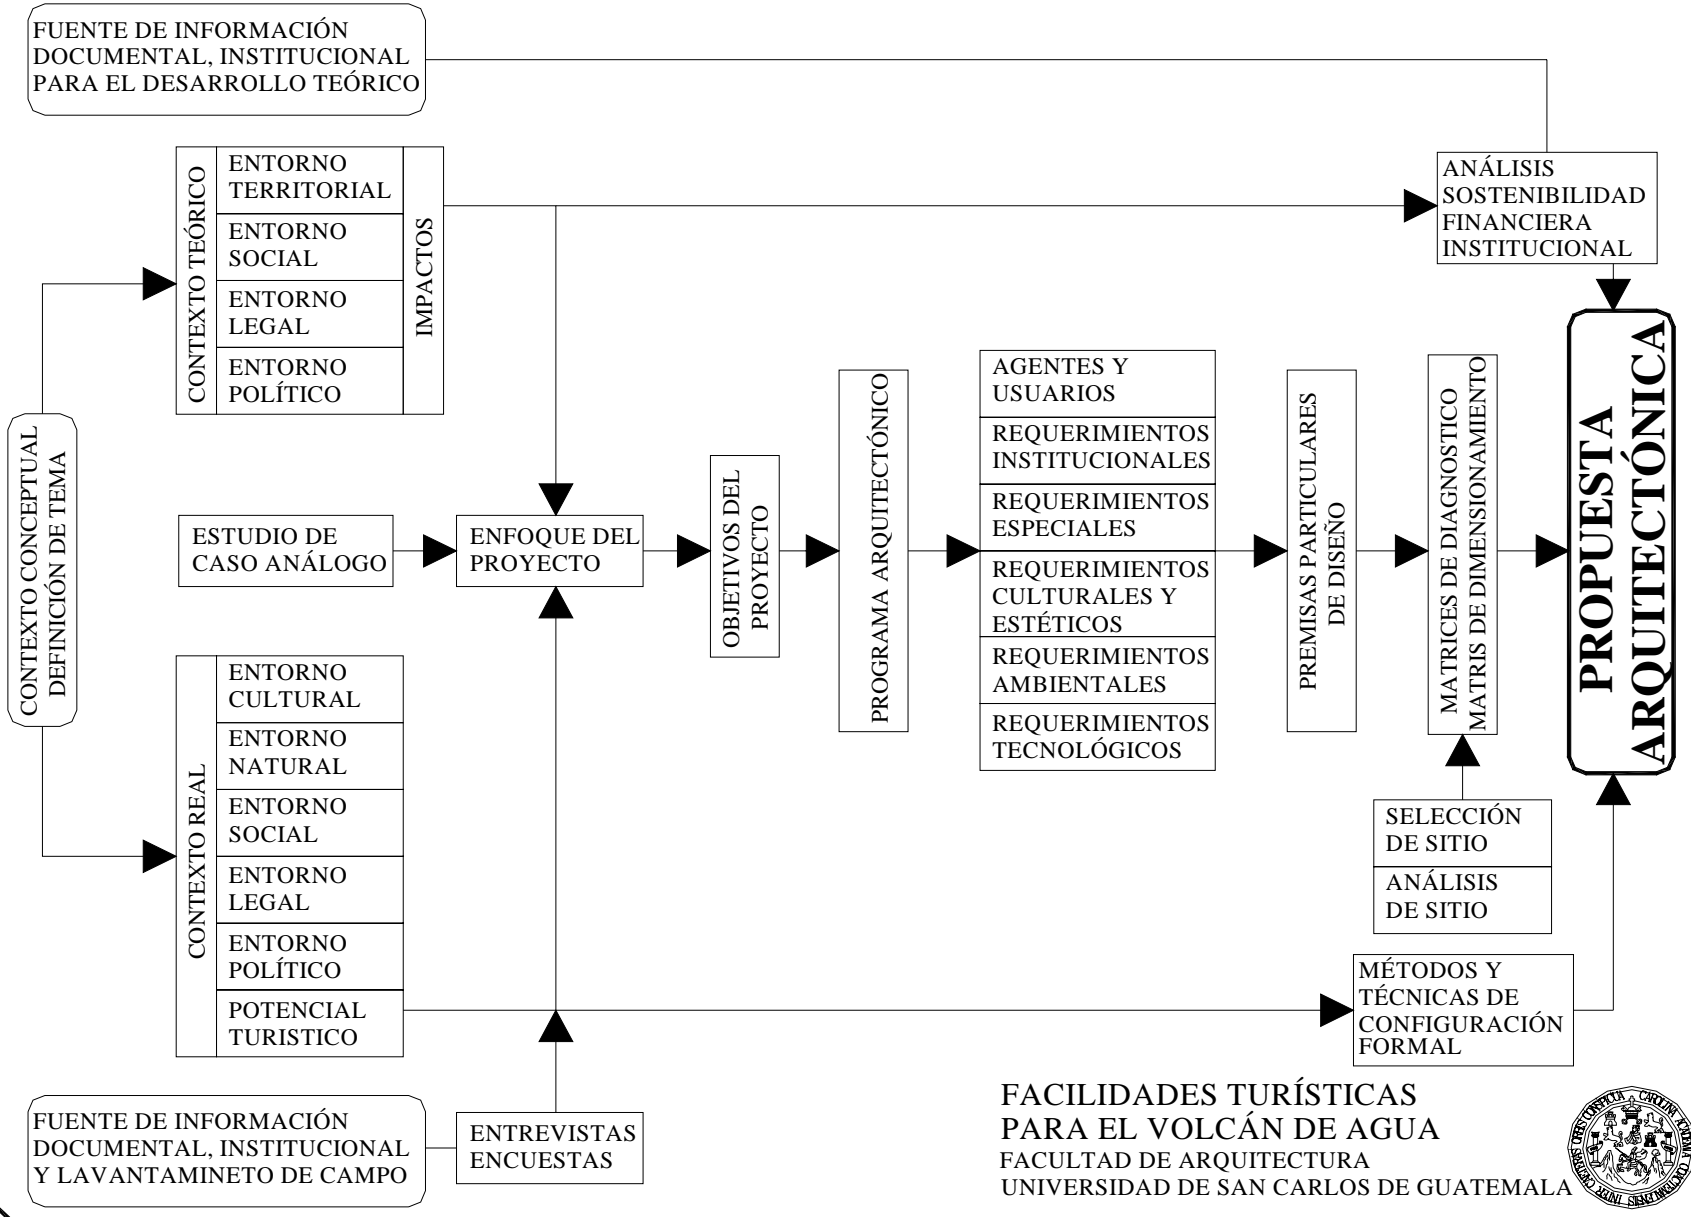 FUENTE DE INFORMACIÓN
DOCUMENTAL, INSTITUCIONAL
PARA EL DESARROLLO TEÓRICO
CONTEXTO CONCEPTUAL
DEFINICIÓN DE TEMA
CONTEXTO TEÓRICO
ENTORNO
TERRITORIAL
ENTORNO
SOCIAL
ENTORNO
LEGAL
ENTORNO
POLÍTICO
IMPACTOS
ANÁLISIS
SOSTENIBILIDAD
FINANCIERA
INSTITUCIONAL
ESTUDIO DE
CASO ANÁLOGO
ENFOQUE DEL
PROYECTO
OBJETIVOS DEL
PROYECTO
PROGRAMA ARQUITECTÓNICO
AGENTES Y
USUARIOS
REQUERIMIENTOS
INSTITUCIONALES
REQUERIMIENTOS
ESPECIALES
REQUERIMIENTOS
CULTURALES Y
ESTÉTICOS
REQUERIMIENTOS
AMBIENTALES
REQUERIMIENTOS
TECNOLÓGICOS
PREMISAS PARTICULARES
DE DISEÑO
MATRICES DE DIAGNOSTICO
MATRIS DE DIMENSIONAMIENTO
PROPUESTA
ARQUITECTÓNICA
CONTEXTO REAL
ENTORNO
CULTURAL
ENTORNO
NATURAL
ENTORNO
SOCIAL
ENTORNO
LEGAL
ENTORNO
POLÍTICO
POTENCIAL
TURISTICO
SELECCIÓN
DE SITIO
ANÁLISIS
DE SITIO
MÉTODOS Y
TÉCNICAS DE
CONFIGURACIÓN
FORMAL
FUENTE DE INFORMACIÓN
DOCUMENTAL, INSTITUCIONAL
Y LAVANTAMINETO DE CAMPO
ENTREVISTAS
ENCUESTAS
FACILIDADES TURÍSTICAS
PARA EL VOLCÁN DE AGUA
FACULTAD DE ARQUITECTURA
UNIVERSIDAD DE SAN CARLOS DE GUATEMALA